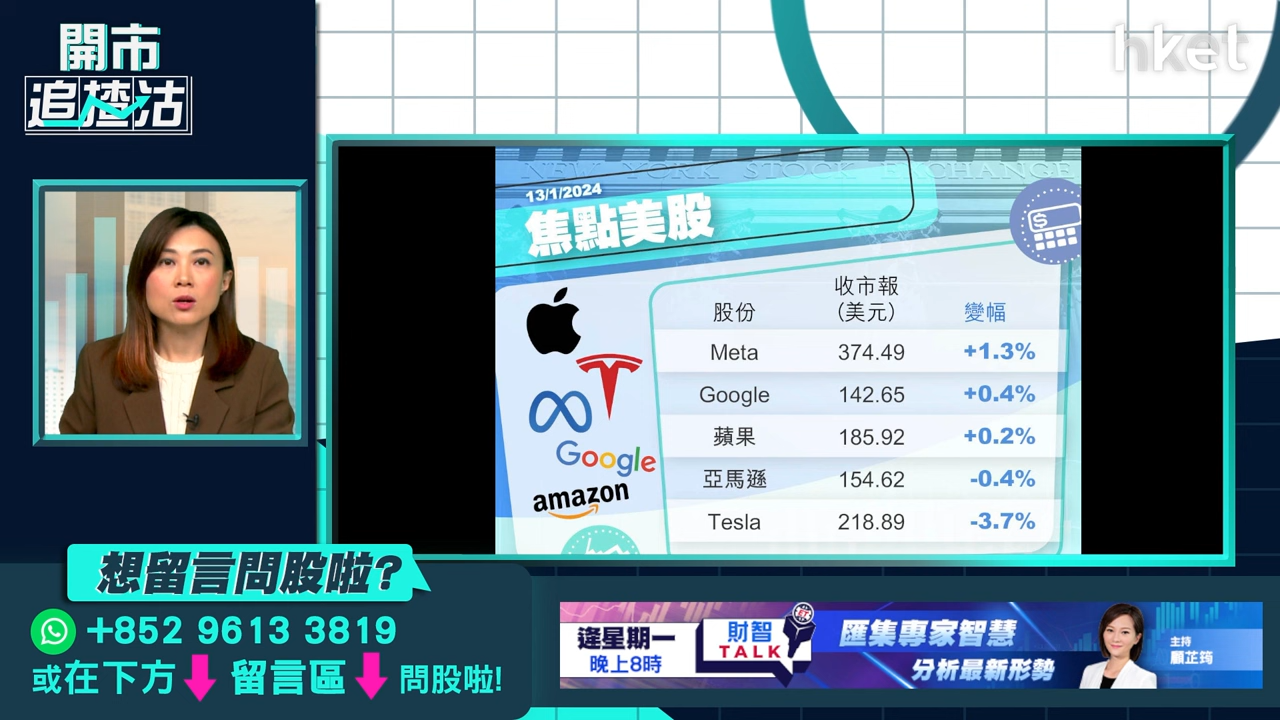 開市
追揸沽
hket
NEW YORK STOCK EXCHANGE
13/1/2024
焦點美股
$
股份 收市報(美元) 變幅
Meta 374.49 +1.3%
Google 142.65 +0.4%
蘋果 185.92 +0.2%
亞馬遜 154.62 -0.4%
Tesla 218.89 -3.7%
Google
amazon
想留言問股啦?
+852 9613 3819
或在下方 留言區 問股啦!
逢星期一
晚上8時
財智
TALK
匯集專家智慧
分析最新形勢
主持
顧芷筠